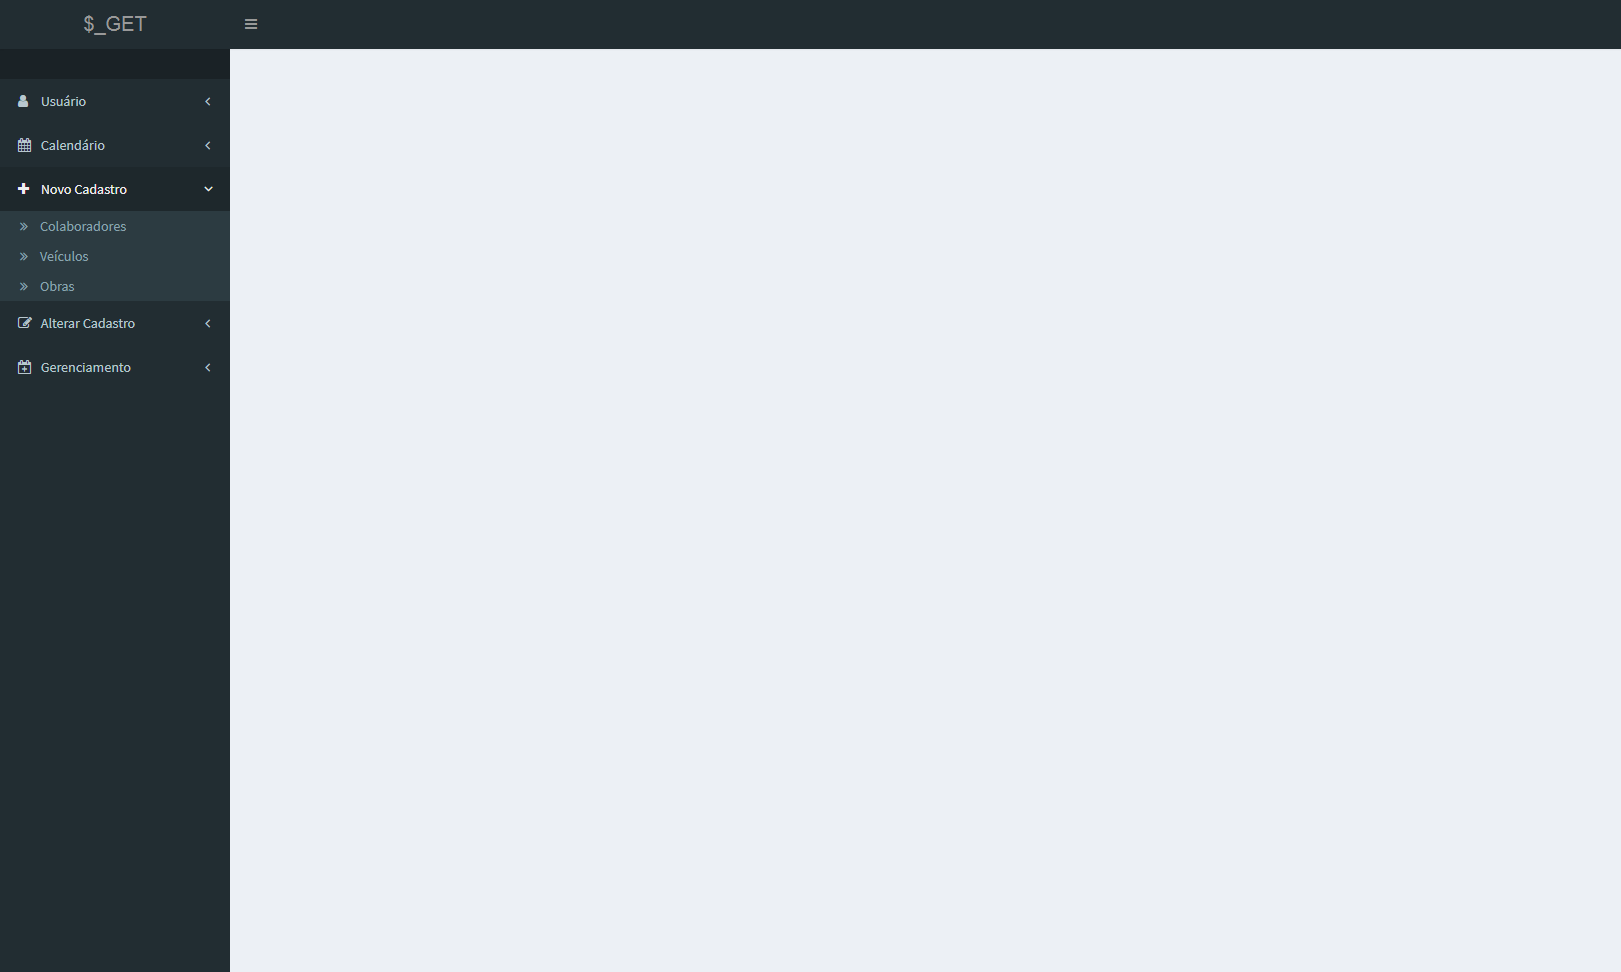 $_GET
Usuário
Calendário
Novo Cadastro
Colaboradores
Veículos
Obras
Alterar Cadastro
Gerenciamento